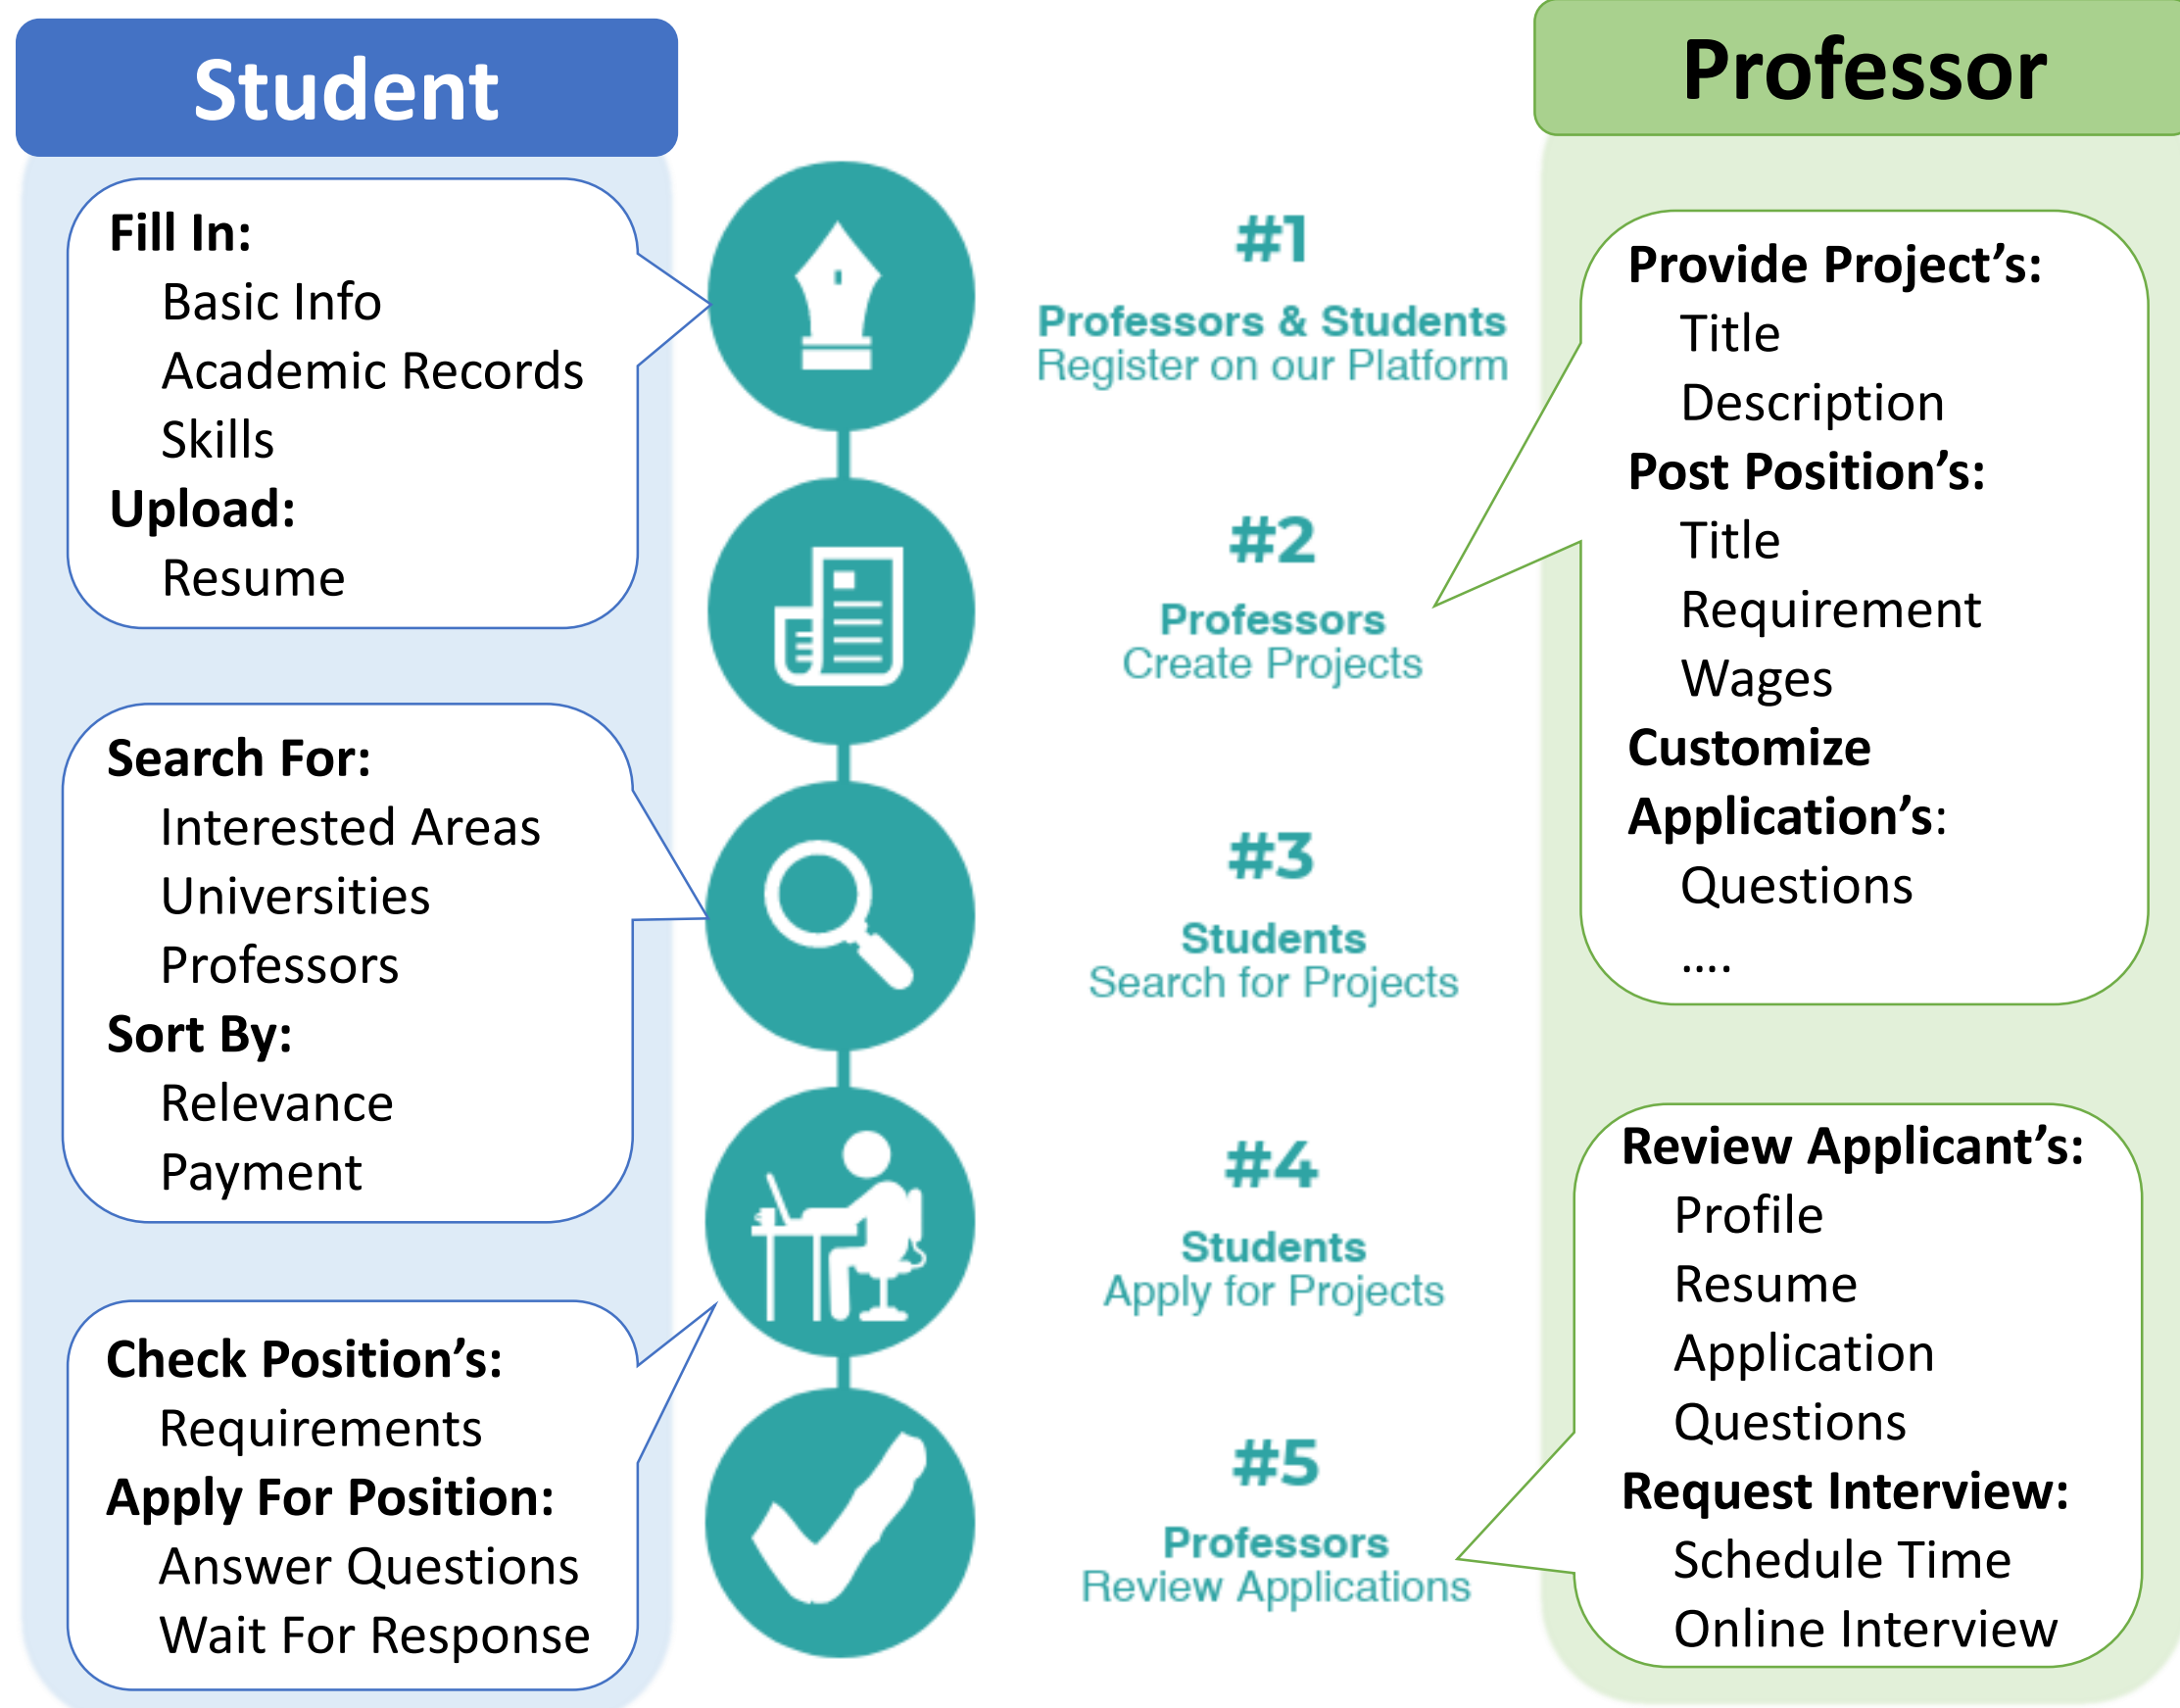 Student
Fill In:
Basic Info
Academic Records
Skills
Upload:
Resume
Search For:
Interested Areas
Universities
Professors
Sort By:
Relevance
Payment
Check Position’s:
Requirements
Apply For Position:
Answer Questions
Wait For Response
#1
Professors & Students
Register on our Platform
#2
Professors
Create Projects
#3
Students
Search for Projects
#4
Students
Apply for Projects
#5
Professors
Review Applications
Professor
Provide Project’s:
Title
Description
Post Position’s:
Title
Requirement
Wages
Customize
Application’s:
Questions
....
Review Applicant’s:
Profile
Resume
Application
Questions
Request Interview:
Schedule Time
Online Interview